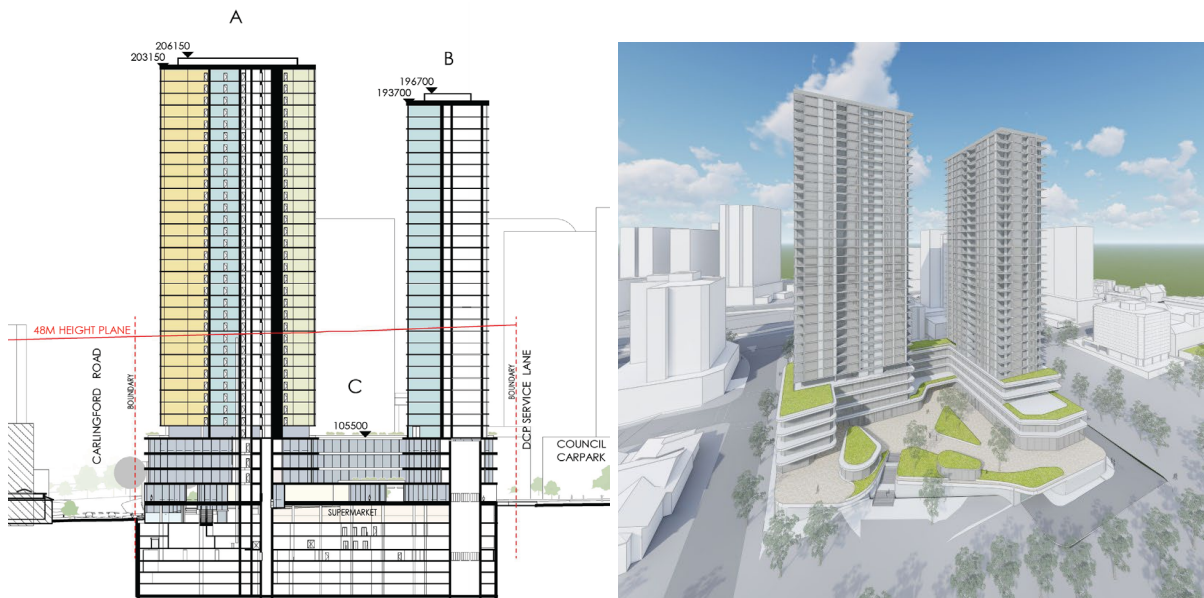 A
206150
203150
B
196700
193700
48M HEIGHT PLANE
CARLINGFORD ROAD
BOUNDARY
C
105500
BOUNDARY
DCP SERVICE LANE
COUNCIL
CARPARK
SUPERMARKET